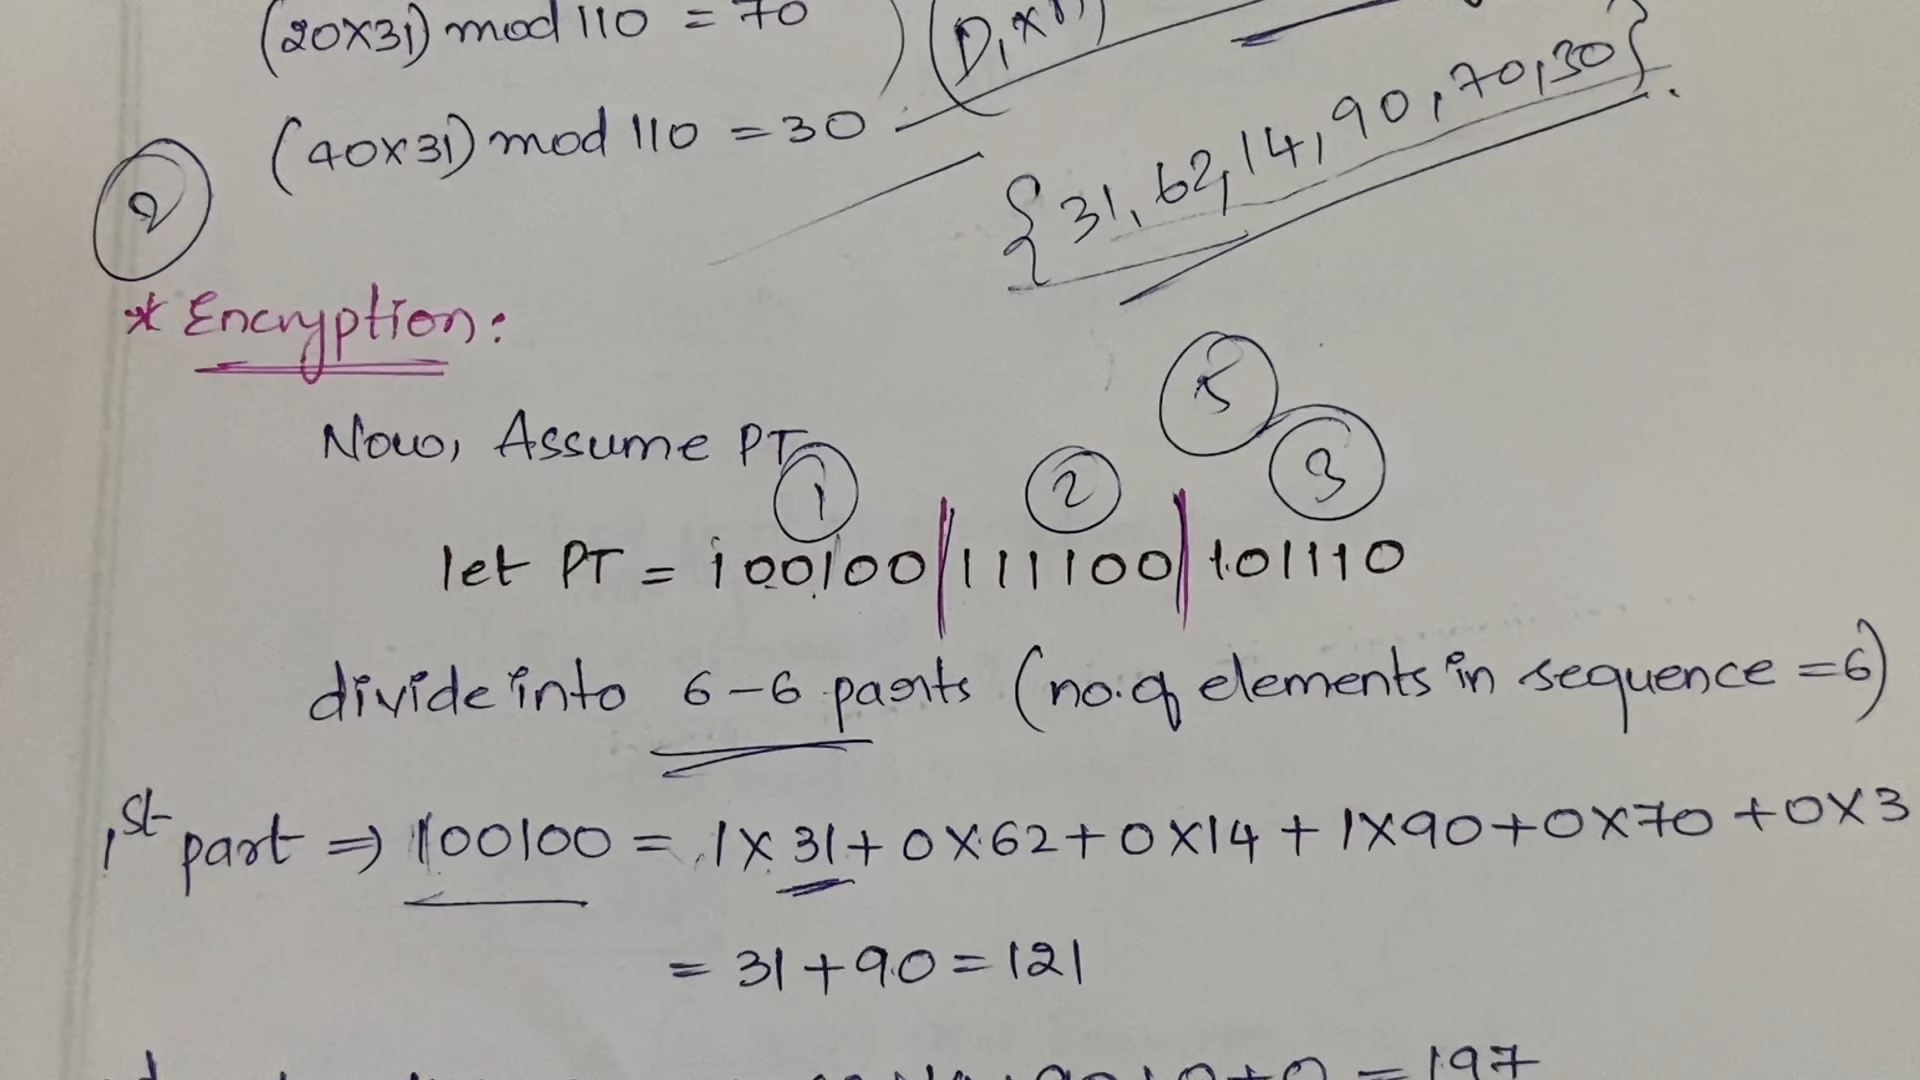 (20×31) mod 110 = 70
(40×31) mod 110 = 30
{31, 62, 14, 90, 70, 30}
2
* Encryption:
5
Now, Assume PT
1 2 3
let PT = 100100|111100|101110
divide into 6-6 parts (no. of elements in sequence = 6)
1st part ⇒ 100100 = 1×31+0×62+0×14+1×90+0×70+0×3
= 31+90=121
= 197